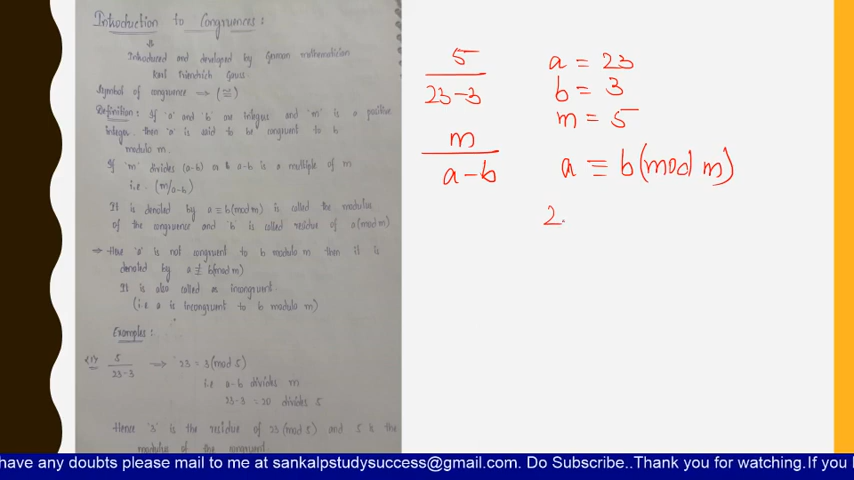 Introduction to Congruences:
Introduced and developed by German mathematician
Karl Friendrich Gauss.
Symbol of congruence → (≅)
Definition: If 'a' and 'b' are integers and 'm' is a positive
integer, then 'a' is said to be congruent to b
modulo m.
If 'm' divides (a-b) or a-b is a multiple of m
i.e. (m/a-b)
It is denoted by a ≡ b(mod m) is called the modulus
of the congruence and 'b' is called residue of a(mod m)
⇒ 'a' is not congruent to b modulo m then it is
denoted by a ≢ b(mod m)
It is also called as incongruent.
(i.e a is incongruent to b modulo m)
Examples:
<1> 5/23-3 ⇒ 23 ≡ 3(mod 5)
i.e a-b divides m
23-3 = 20 divides 5
Hence '3' is the residue of 23(mod 5) and 5 is the
modulus of the congruent
5
23-3
m
a-b
a = 23
b = 3
m = 5
a ≡ b(mod m)
2
have any doubts please mail to me at sankalpstudysuccess@gmail.com. Do Subscribe..Thank you for watching.If you